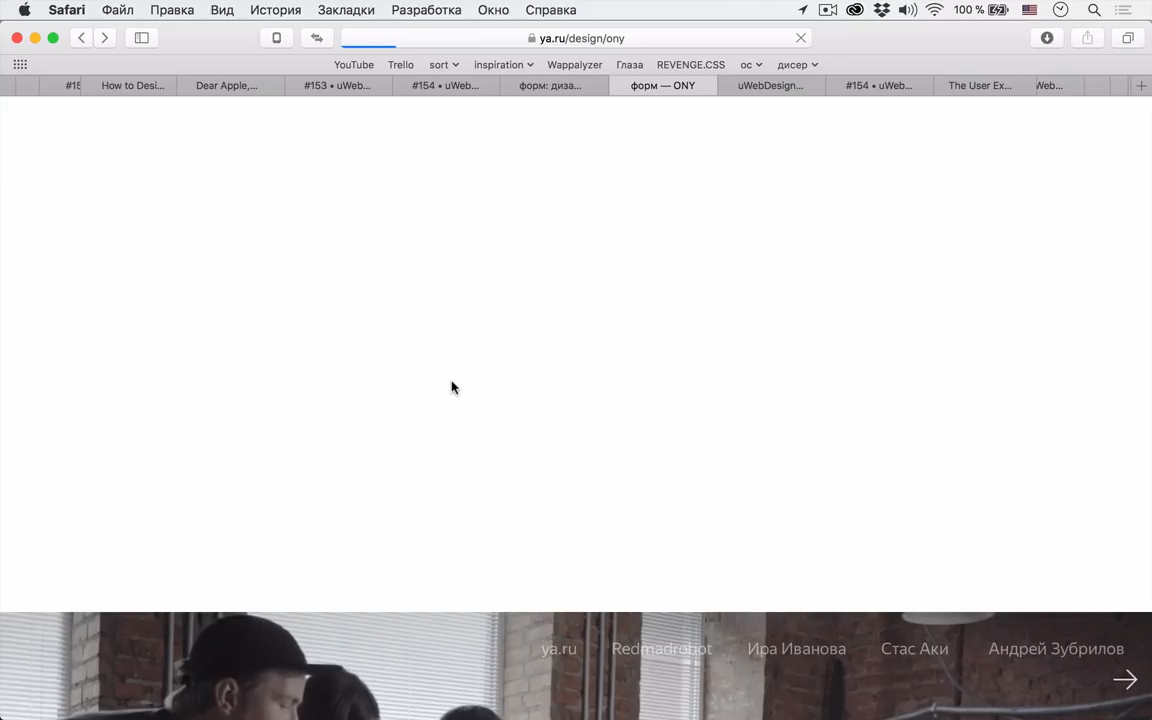 Safari Файл Правка Вид История Закладки Разработка Окно Справка 100 %
ya.ru/design/ony
YouTube Trello sort inspiration Wappalyzer Глаза REVENGE.CSS ос дисер
#15 How to Desi... Dear Apple,... #153 • uWeb... #154 • uWeb... форм: диза... форм — ONY uWebDesign... #154 • uWeb... The User Ex... Web...
ya.ru Redmadrobot Ира Иванова Стас Аки Андрей Зубрилов